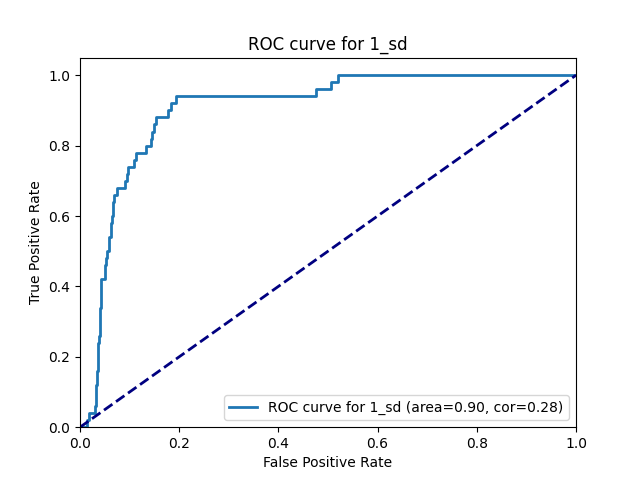 ROC curve for 1_sd
1.0
0.8
0.6
0.4
0.2
0.0
True Positive Rate
ROC curve for 1_sd (area=0.90, cor=0.28)
0.0 0.2 0.4 0.6 0.8 1.0
False Positive Rate